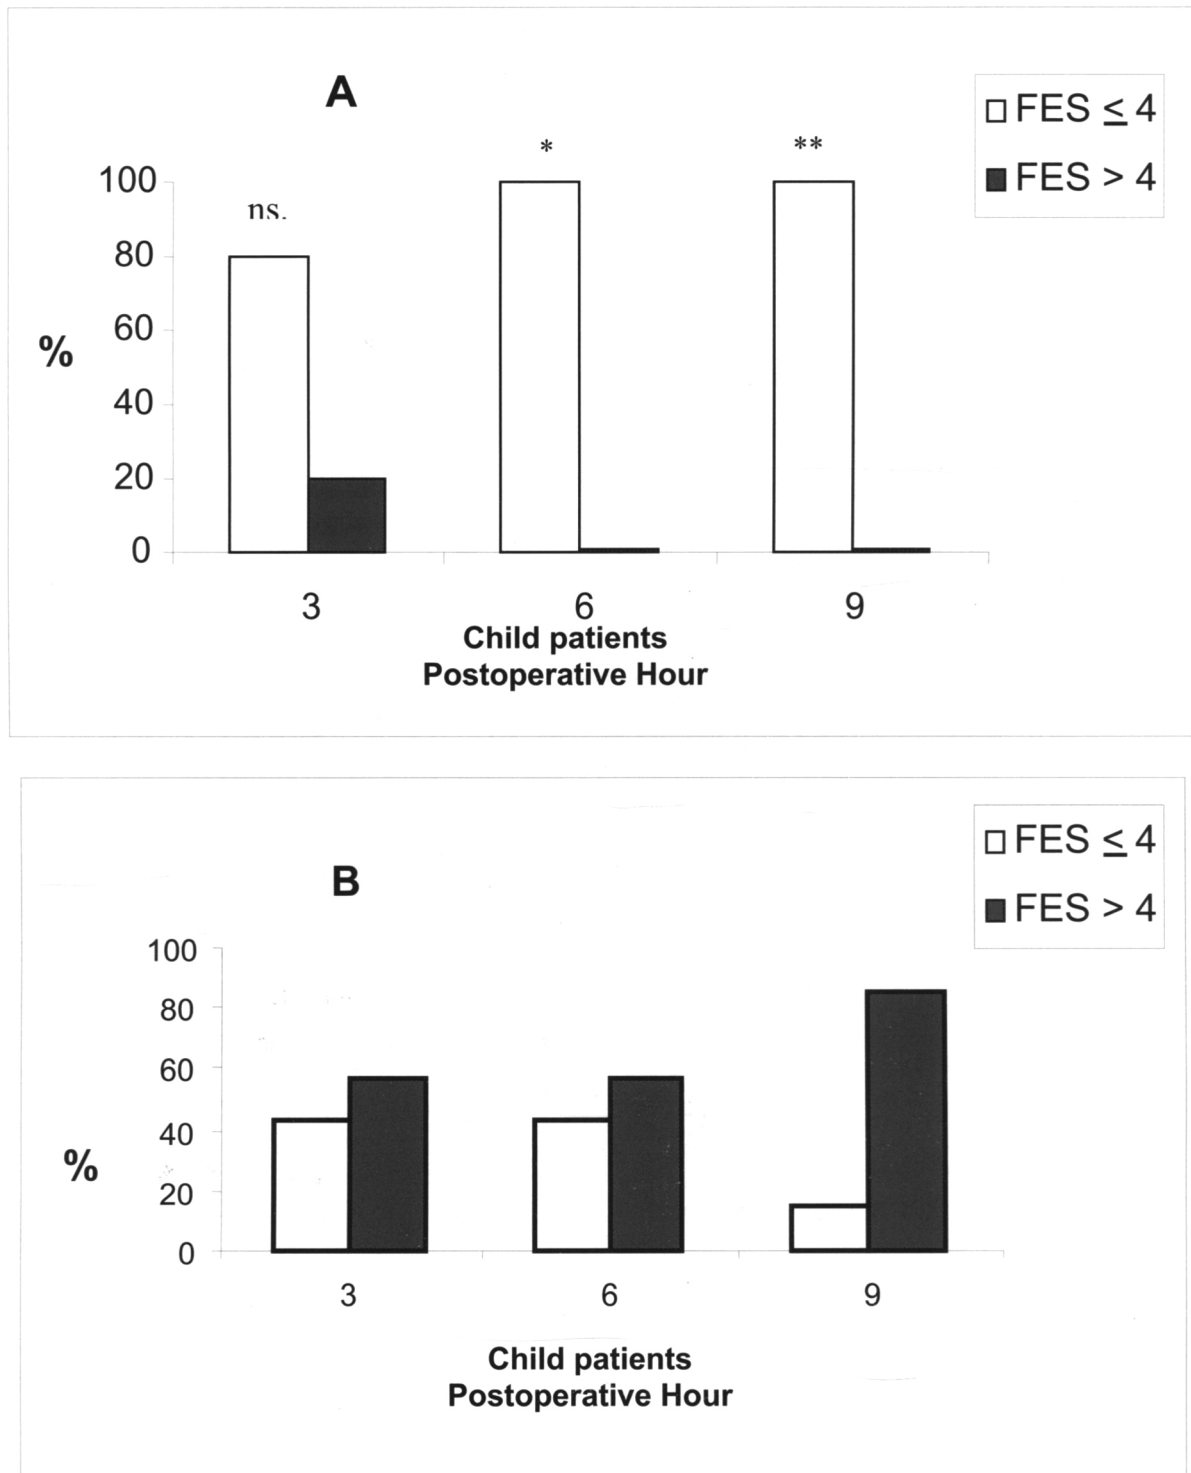 A
FES ≤ 4
FES > 4
*
**
ns.
100
80
60
40
20
0
%
3
6
9
Child patients
Postoperative Hour
B
FES ≤ 4
FES > 4
100
80
60
40
20
0
%
3
6
9
Child patients
Postoperative Hour